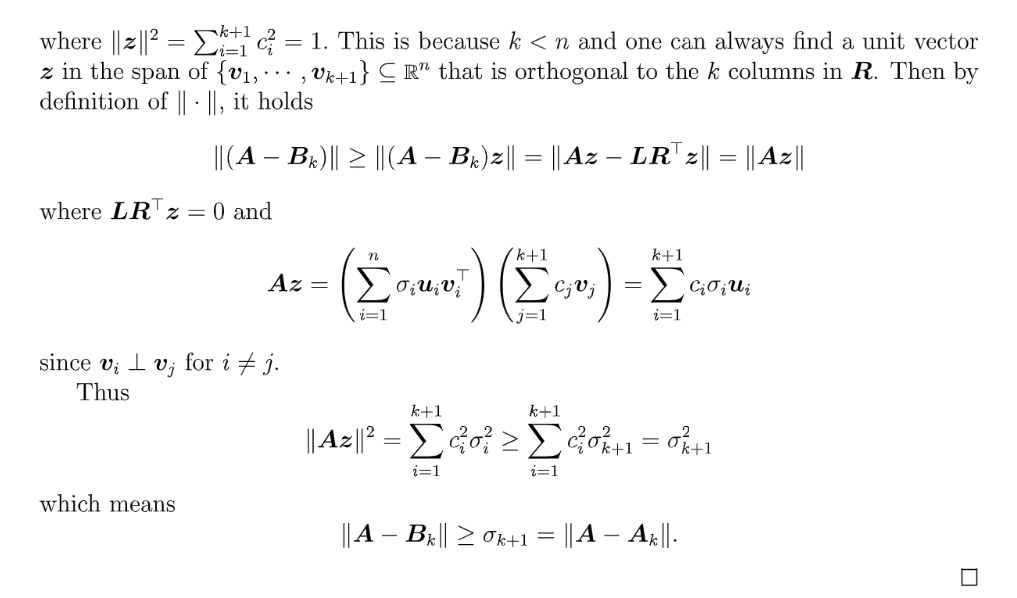 where ‖z‖² = ∑_{i=1}^{k+1} c_i² = 1. This is because k < n and one can always find a unit vector
z in the span of {v₁, ⋯ , v_{k+1}} ⊆ ℝⁿ that is orthogonal to the k columns in R. Then by
definition of ‖ · ‖, it holds
‖(A − B_k)‖ ≥ ‖(A − B_k)z‖ = ‖Az − LR^⊤z‖ = ‖Az‖
where LR^⊤z = 0 and
Az = (∑_{i=1}^{n} σ_i u_i v_i^⊤) (∑_{j=1}^{k+1} c_j v_j) = ∑_{i=1}^{k+1} c_i σ_i u_i
since v_i ⊥ v_j for i ≠ j.
Thus
‖Az‖² = ∑_{i=1}^{k+1} c_i² σ_i² ≥ ∑_{i=1}^{k+1} c_i² σ_{k+1}² = σ_{k+1}²
which means
‖A − B_k‖ ≥ σ_{k+1} = ‖A − A_k‖.
□